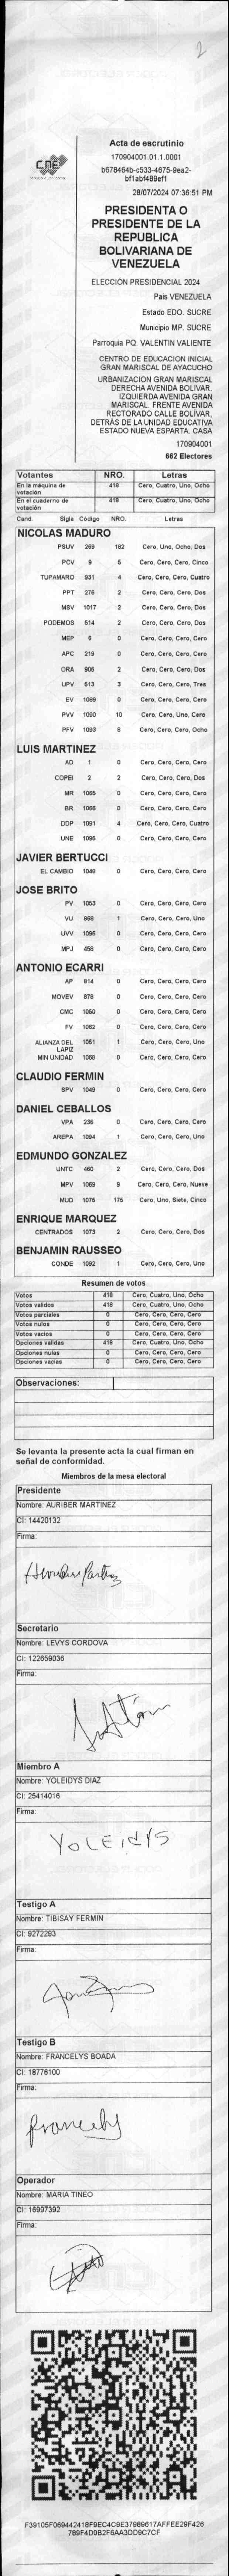 2
Acta de escrutinio
170904001.01.1.0001
b678464b-c533-4675-9ea2-
bf1abf489ef1
28/07/2024 07:36:51 PM
CNE
PRESIDENTA O
PRESIDENTE DE LA
REPUBLICA
BOLIVARIANA DE
VENEZUELA
ELECCIÓN PRESIDENCIAL 2024
País VENEZUELA
Estado EDO. SUCRE
Municipio MP. SUCRE
Parroquia PQ. VALENTIN VALIENTE
CENTRO DE EDUCACION INICIAL
GRAN MARISCAL DE AYACUCHO
URBANIZACION GRAN MARISCAL
DERECHA AVENIDA BOLIVAR.
IZQUIERDA AVENIDA GRAN
MARISCAL. FRENTE AVENIDA
RECTORADO CALLE BOLIVAR,
DETRÁS DE LA UNIDAD EDUCATIVA
ESTADO NUEVA ESPARTA. CASA
170904001
662 Electores
Votantes NRO. Letras
En la máquina de votación 418 Cero, Cuatro, Uno, Ocho
En el cuaderno de votación 418 Cero, Cuatro, Uno, Ocho
Cand. Sigla Código NRO. Letras
NICOLAS MADURO
PSUV 269 182 Cero, Uno, Ocho, Dos
PCV 9 5 Cero, Cero, Cero, Cinco
TUPAMARO 931 4 Cero, Cero, Cero, Cuatro
PPT 276 2 Cero, Cero, Cero, Dos
MSV 1017 2 Cero, Cero, Cero, Dos
PODEMOS 514 2 Cero, Cero, Cero, Dos
MEP 6 0 Cero, Cero, Cero, Cero
APC 219 0 Cero, Cero, Cero, Cero
ORA 906 2 Cero, Cero, Cero, Dos
UPV 513 3 Cero, Cero, Cero, Tres
EV 1089 0 Cero, Cero, Cero, Cero
PVV 1090 10 Cero, Cero, Uno, Cero
PFV 1093 8 Cero, Cero, Cero, Ocho
LUIS MARTINEZ
AD 1 0 Cero, Cero, Cero, Cero
COPEI 2 2 Cero, Cero, Cero, Dos
MR 1065 0 Cero, Cero, Cero, Cero
BR 1066 0 Cero, Cero, Cero, Cero
DDP 1091 4 Cero, Cero, Cero, Cuatro
UNE 1096 0 Cero, Cero, Cero, Cero
JAVIER BERTUCCI
EL CAMBIO 1048 0 Cero, Cero, Cero, Cero
JOSE BRITO
PV 1053 0 Cero, Cero, Cero, Cero
VU 868 1 Cero, Cero, Cero, Uno
UVV 1095 0 Cero, Cero, Cero, Cero
MPJ 458 0 Cero, Cero, Cero, Cero
ANTONIO ECARRI
AP 814 0 Cero, Cero, Cero, Cero
MOVEV 878 0 Cero, Cero, Cero, Cero
CMC 1050 0 Cero, Cero, Cero, Cero
FV 1062 0 Cero, Cero, Cero, Cero
ALIANZA DEL LAPIZ 1051 1 Cero, Cero, Cero, Uno
MIN UNIDAD 1088 0 Cero, Cero, Cero, Cero
CLAUDIO FERMIN
SPV 1049 0 Cero, Cero, Cero, Cero
DANIEL CEBALLOS
VPA 236 0 Cero, Cero, Cero, Cero
AREPA 1094 1 Cero, Cero, Cero, Uno
EDMUNDO GONZALEZ
UNTC 460 2 Cero, Cero, Cero, Dos
MPV 1069 9 Cero, Cero, Cero, Nueve
MUD 1076 175 Cero, Uno, Siete, Cinco
ENRIQUE MARQUEZ
CENTRADOS 1073 2 Cero, Cero, Cero, Dos
BENJAMIN RAUSSEO
CONDE 1092 1 Cero, Cero, Cero, Uno
Resumen de votos
Votos 418 Cero, Cuatro, Uno, Ocho
Votos validos 418 Cero, Cuatro, Uno, Ocho
Votos parciales 0 Cero, Cero, Cero, Cero
Votos nulos 0 Cero, Cero, Cero, Cero
Votos vacios 0 Cero, Cero, Cero, Cero
Opciones validas 418 Cero, Cuatro, Uno, Ocho
Opciones nulas 0 Cero, Cero, Cero, Cero
Opciones vacias 0 Cero, Cero, Cero, Cero
Observaciones:
Se levanta la presente acta la cual firman en
señal de conformidad.
Miembros de la mesa electoral
Presidente
Nombre: AURIBER MARTINEZ
CI: 14420132
Firma:
Secretario
Nombre: LEVYS CORDOVA
CI: 122659036
Firma:
Miembro A
Nombre: YOLEIDYS DIAZ
CI: 25414016
Firma:
YOLEidYS
Testigo A
Nombre: TIBISAY FERMIN
CI: 9272293
Firma:
Testigo B
Nombre: FRANCELYS BOADA
CI: 18776100
Firma:
Operador
Nombre: MARIA TINEO
CI: 16997392
Firma:
F39105F069442418F9EC4C9E37989617AFFEE29F426
789F4D0B2F6AA3DD9C7CF